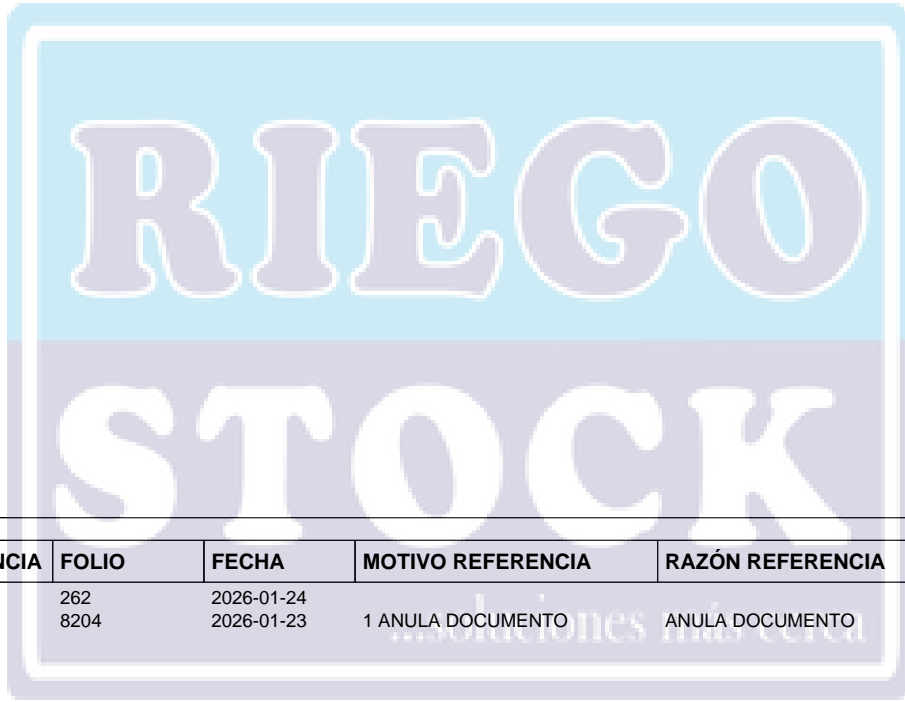 RIEGO
STOCK
NCIA FOLIO FECHA MOTIVO REFERENCIA RAZÓN REFERENCIA
262 2026-01-24
8204 2026-01-23 1 ANULA DOCUMENTO ANULA DOCUMENTO
...soluciones más cerca